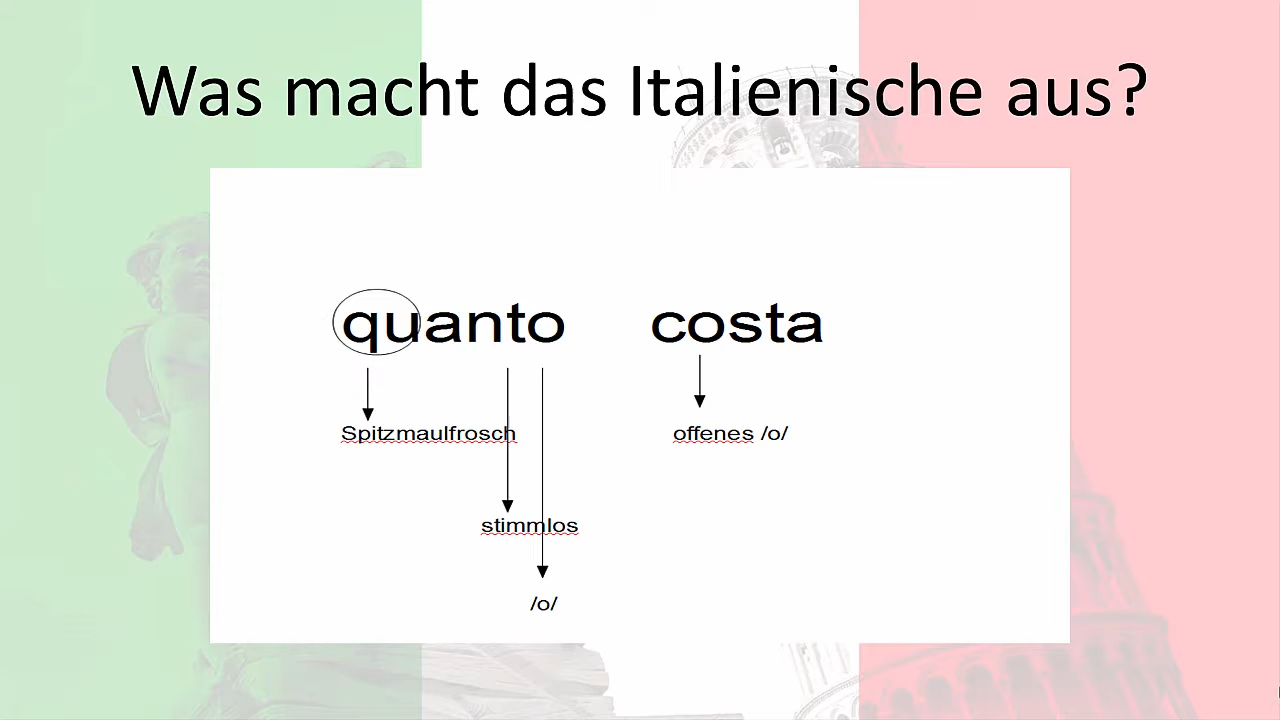 Was macht das Italienische aus?
quanto costa
Spitzmaulfrosch offenes /o/
stimmlos
/o/